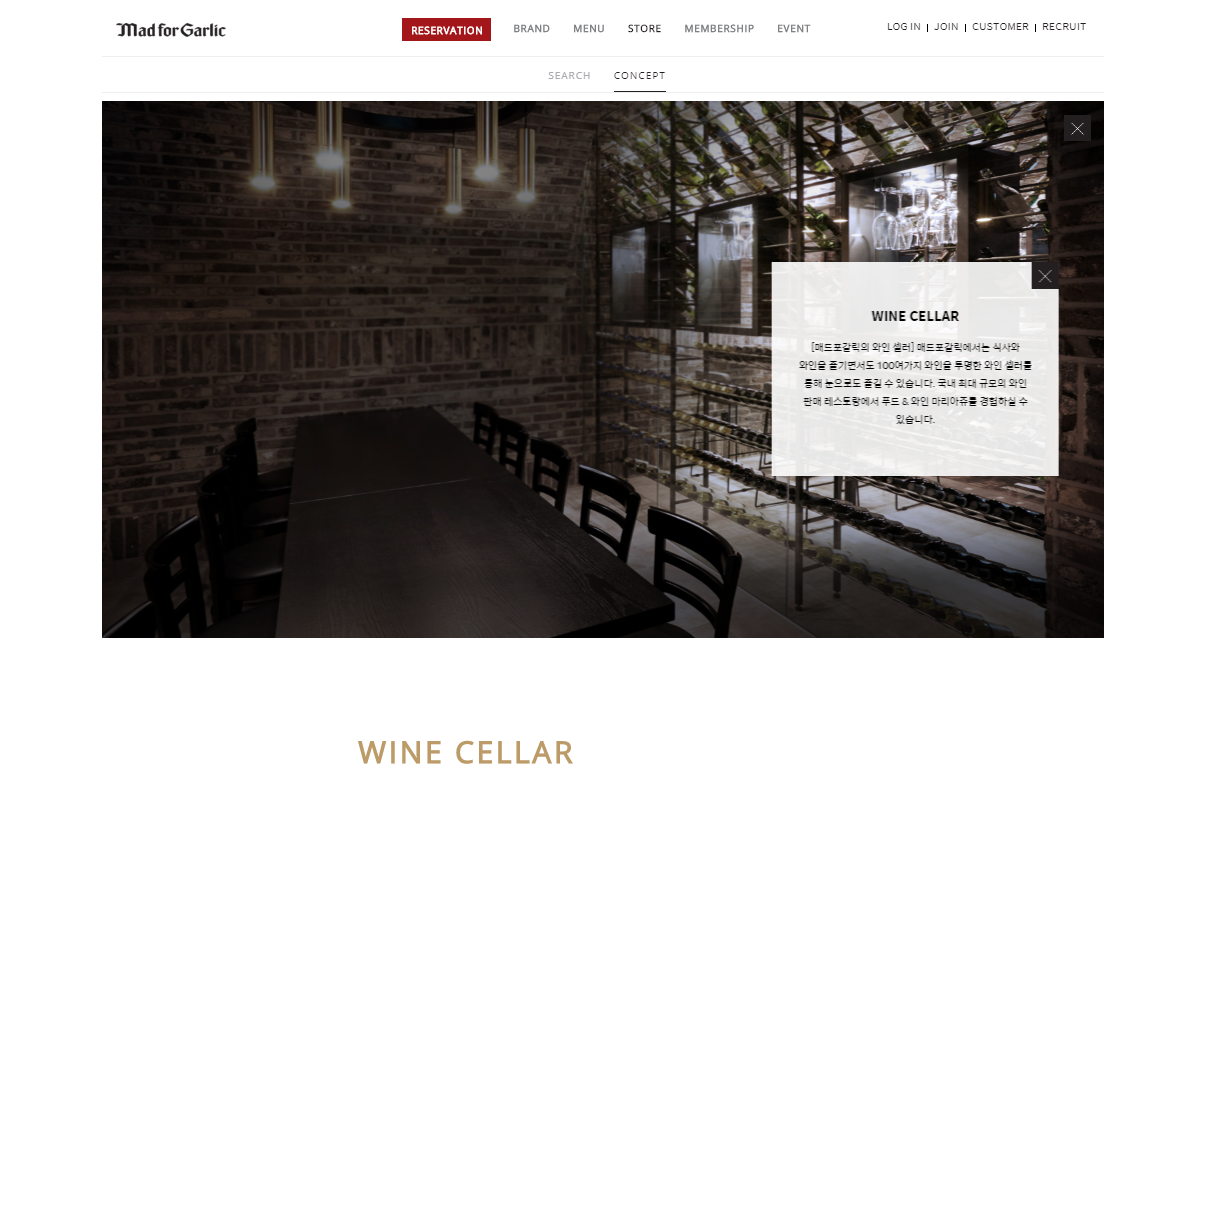 Mad for Garlic
RESERVATION BRAND MENU STORE MEMBERSHIP EVENT
LOG IN | JOIN | CUSTOMER | RECRUIT
SEARCH CONCEPT
WINE CELLAR
[매드포갈릭의 와인 셀러] 매드포갈릭에서는 식사와
와인을 즐기면서도 100여가지 와인을 투명한 와인 셀러를
통해 눈으로도 즐길 수 있습니다. 국내 최대 규모의 와인
판매 레스토랑에서 푸드 & 와인 마리아쥬를 경험하실 수
있습니다.
WINE CELLAR